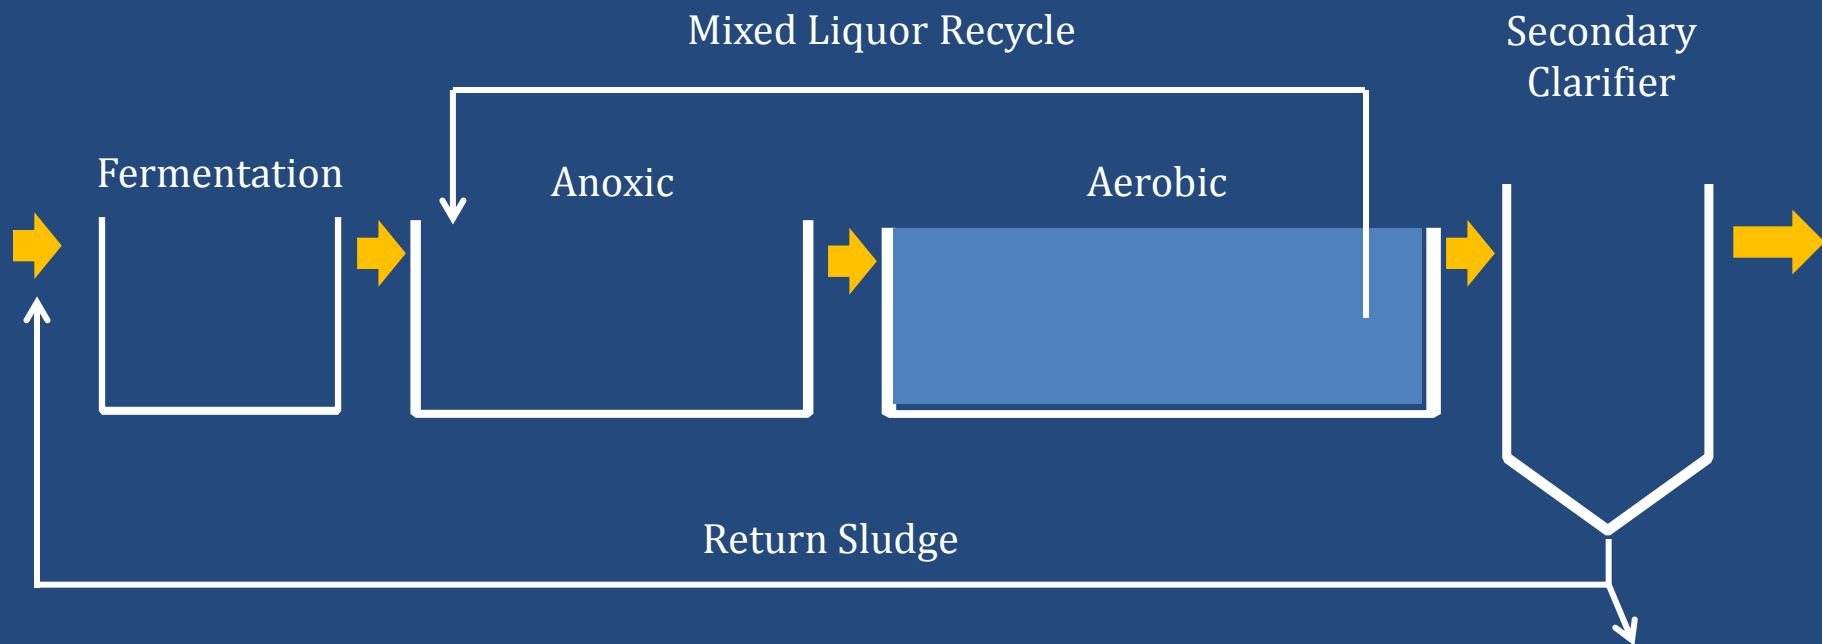 Mixed Liquor Recycle
Secondary
Clarifier
Fermentation
Anoxic
Aerobic
Return Sludge